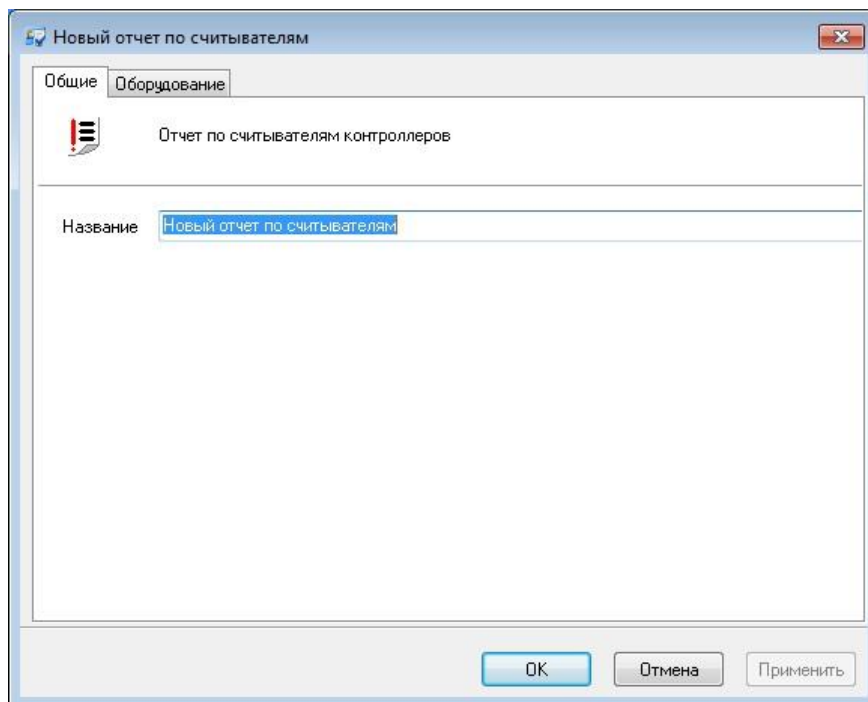 Новый отчет по считывателям
Общие Оборудование
Отчет по считывателям контроллеров
Название Новый отчет по считывателям
OK Отмена Применить